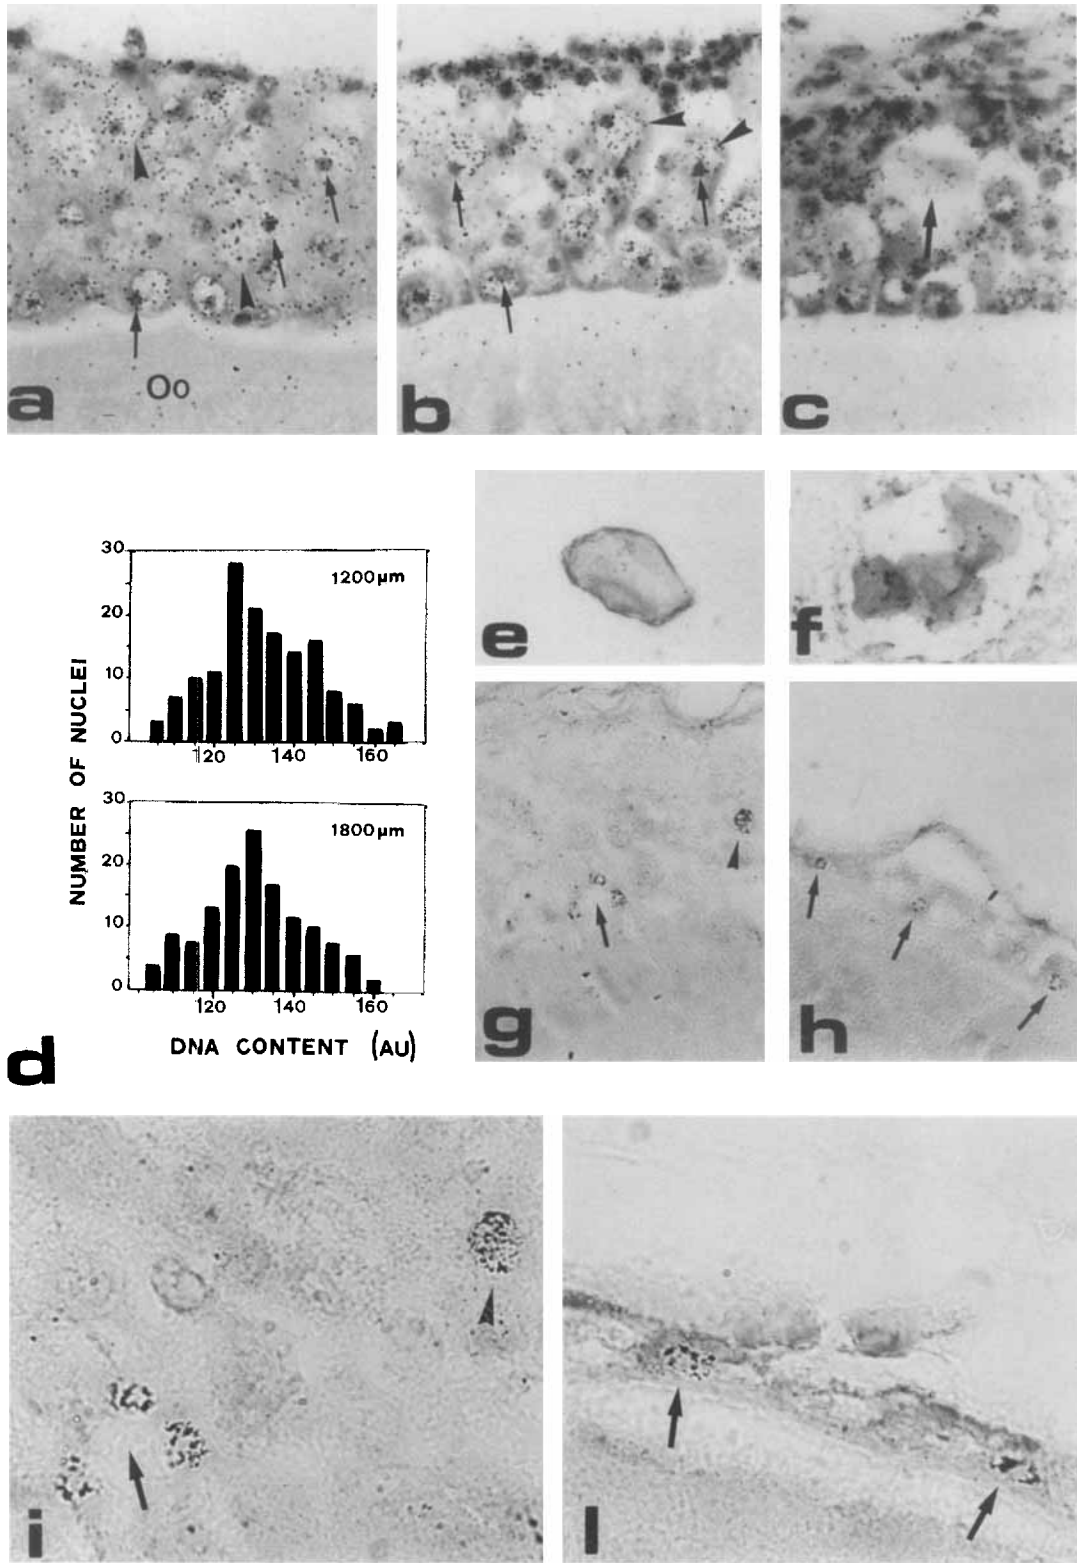 a
Oo
b
c
d
NUMBER OF NUCLEI
30
20
10
0
1200µm
120
140
160
30
20
10
0
1800µm
120
140
160
DNA CONTENT (AU)
e
f
g
h
i
l